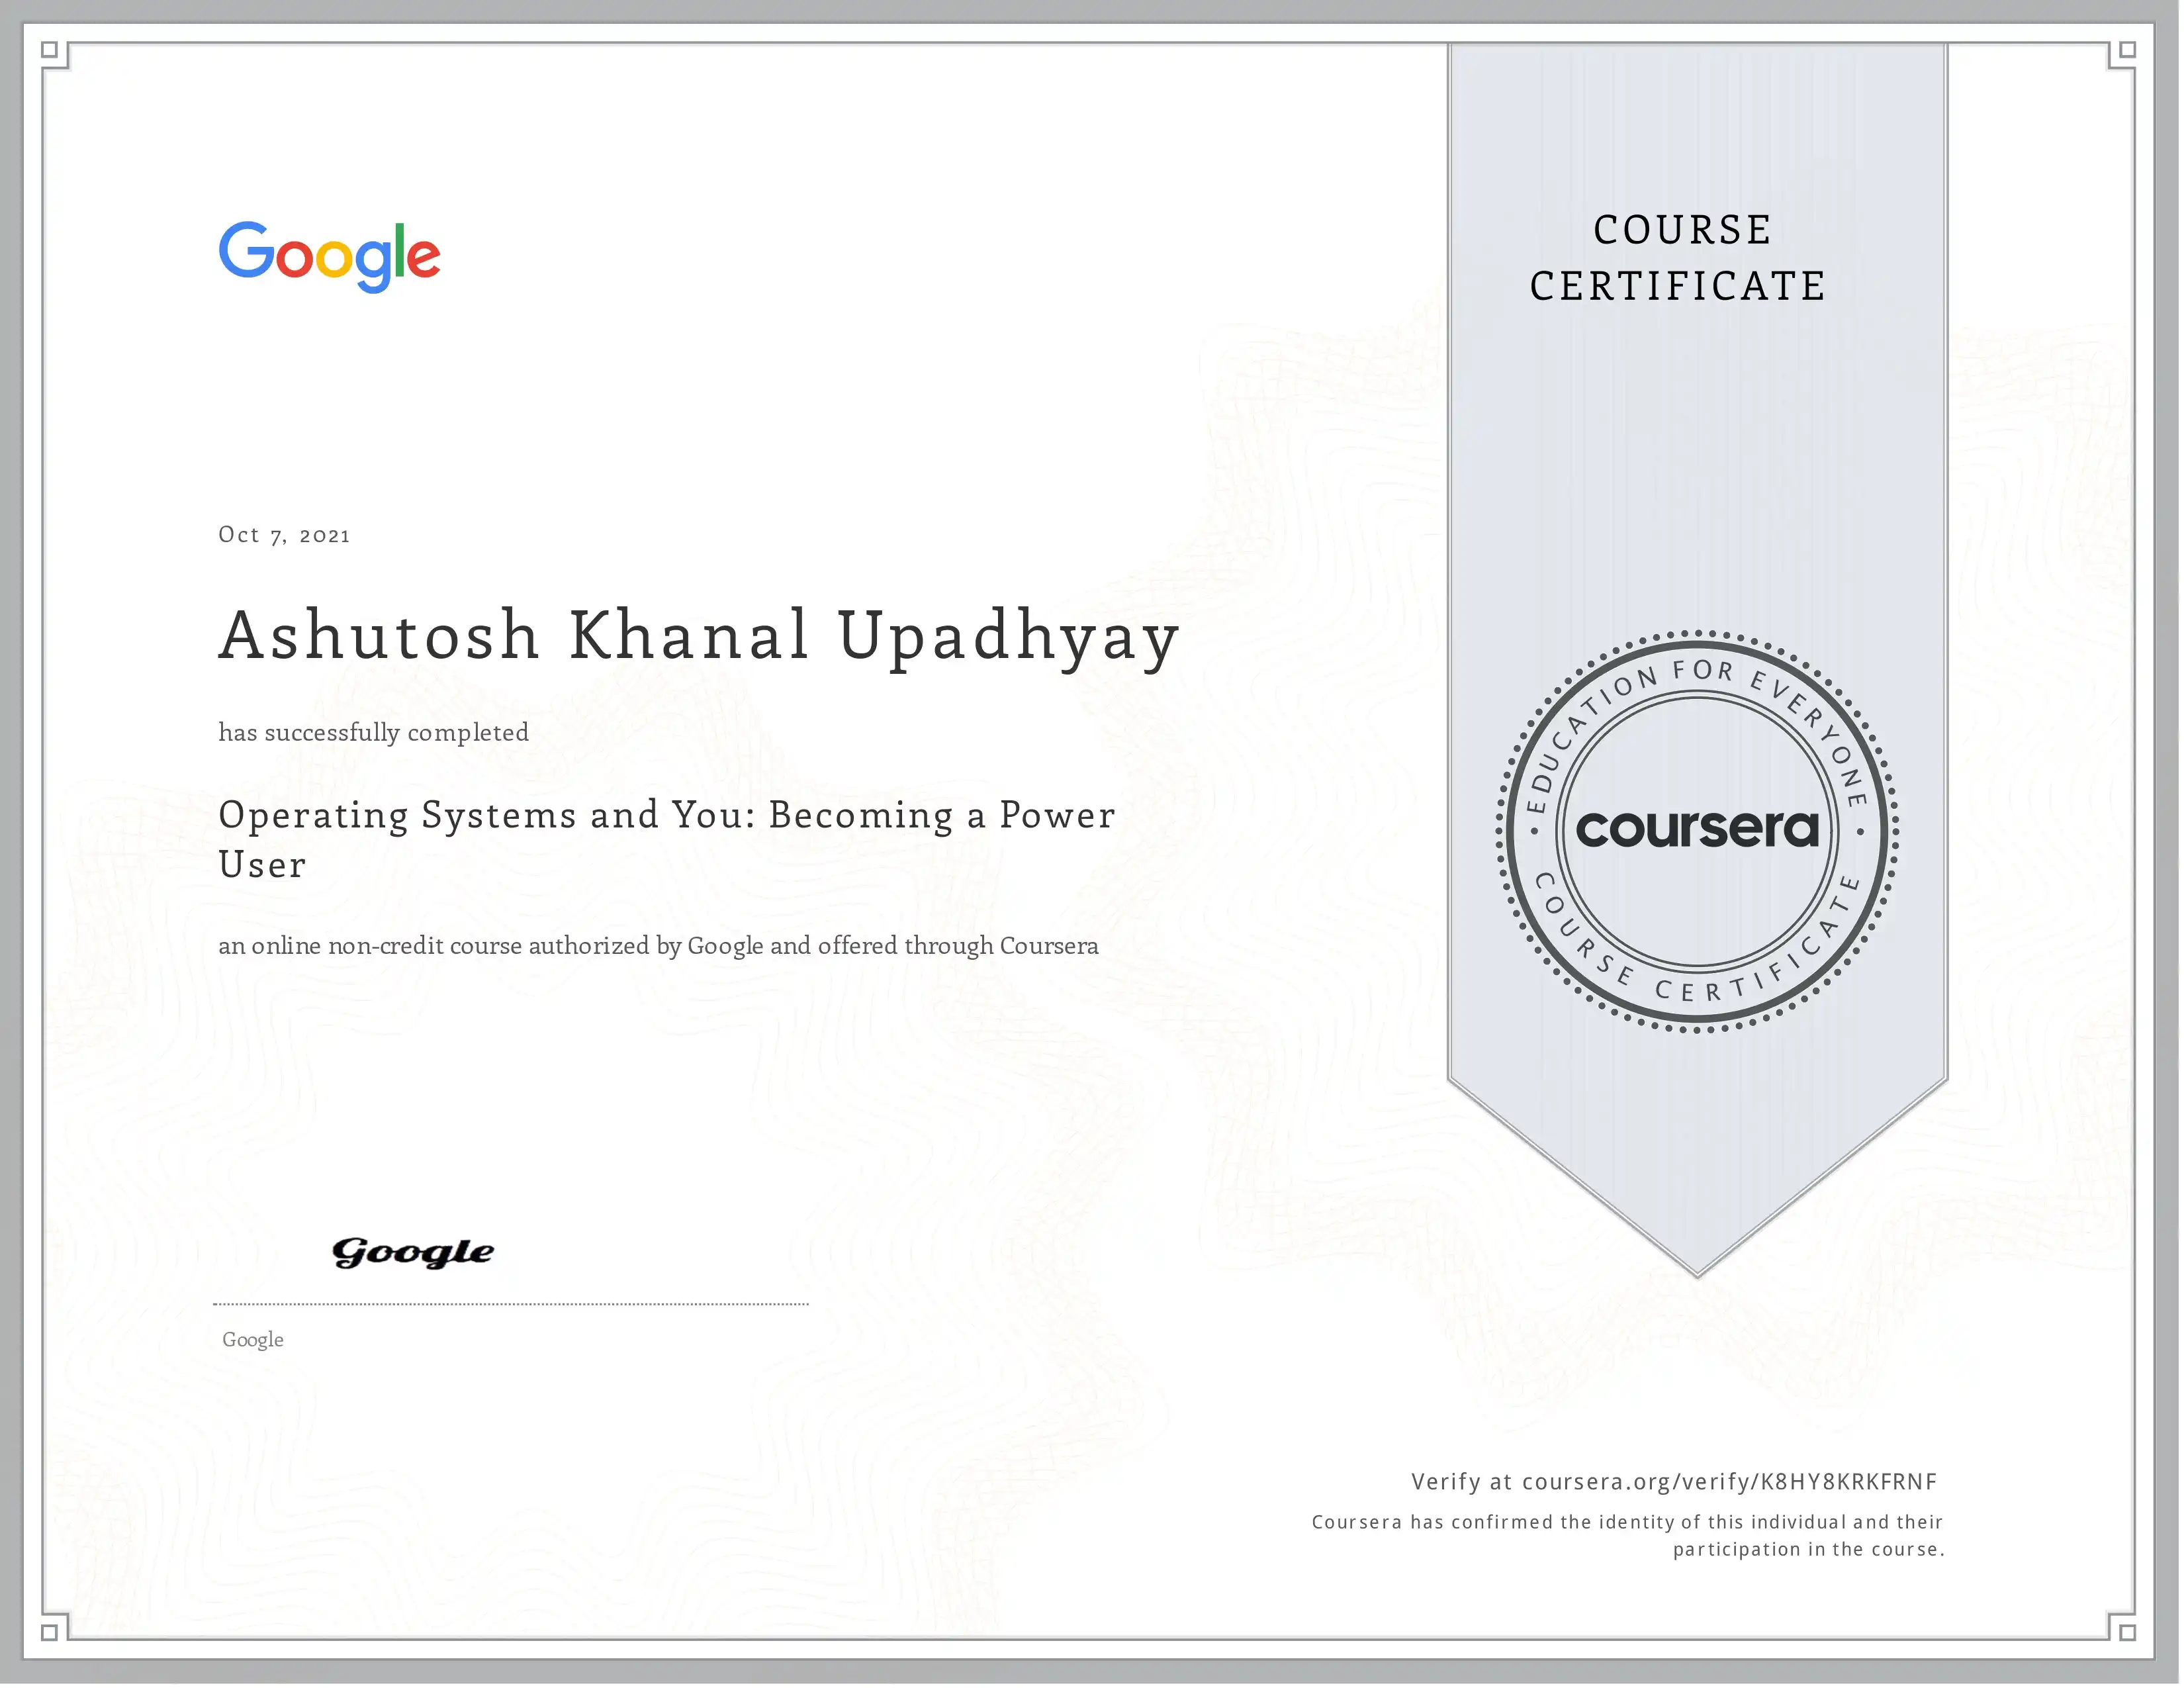 Google
COURSE
CERTIFICATE
Oct 7, 2021
Ashutosh Khanal Upadhyay
has successfully completed
Operating Systems and You: Becoming a Power
User
an online non-credit course authorized by Google and offered through Coursera
EDUCATION FOR EVERYONE
coursera
COURSE CERTIFICATE
Google
Google
Verify at coursera.org/verify/K8HY8KRKFRNF
Coursera has confirmed the identity of this individual and their
participation in the course.